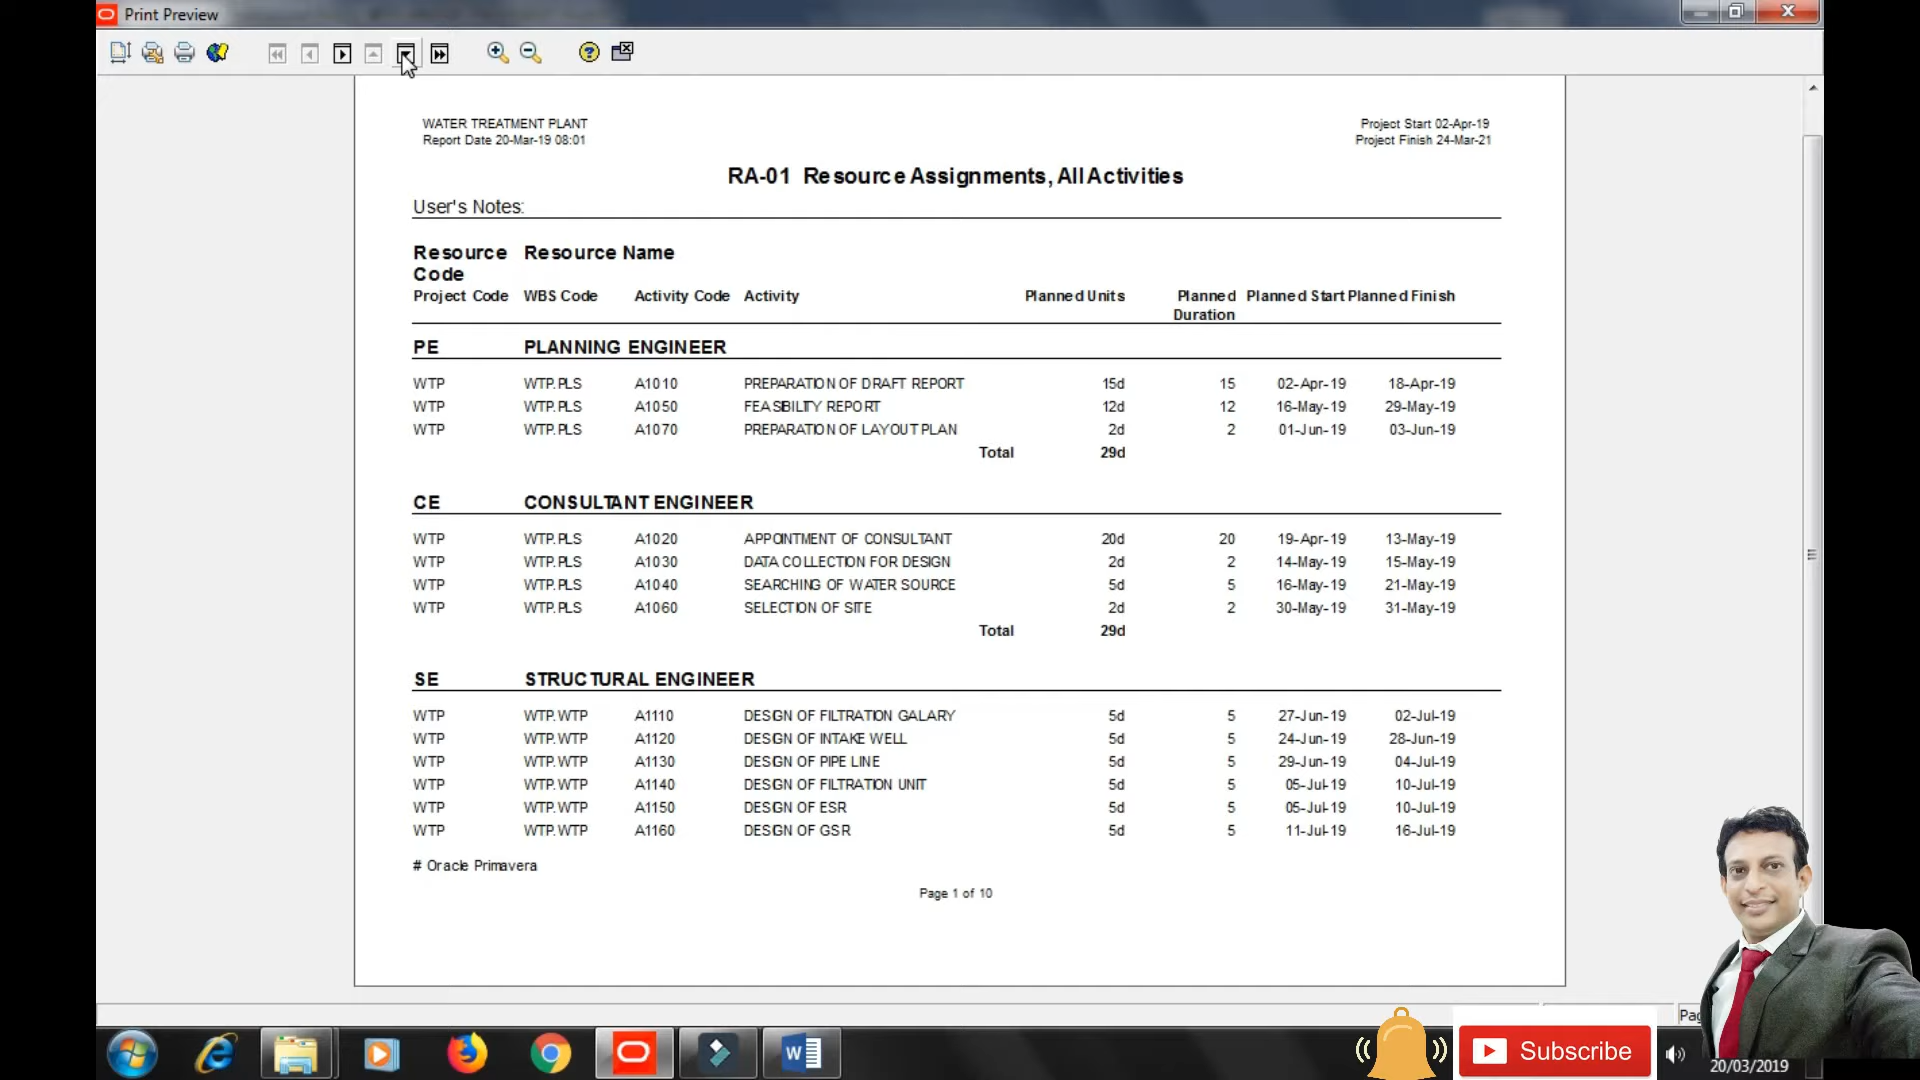 Print Preview
WATER TREATMENT PLANT
Report Date 20-Mar-19 08:01
Project Start 02-Apr-19
Project Finish 24-Mar-21
RA-01 Resource Assignments, All Activities
User's Notes:
Resource Code Resource Name
Project Code WBS Code Activity Code Activity Planned Units Planned Duration Planned Start Planned Finish
PE PLANNING ENGINEER
WTP WTP.PLS A1010 PREPARATION OF DRAFT REPORT 15d 15 02-Apr-19 18-Apr-19
WTP WTP.PLS A1050 FEASIBILTY REPORT 12d 12 16-May-19 29-May-19
WTP WTP.PLS A1070 PREPARATION OF LAYOUT PLAN 2d 2 01-Jun-19 03-Jun-19
Total 29d
CE CONSULTANT ENGINEER
WTP WTP.PLS A1020 APPOINTMENT OF CONSULTANT 20d 20 19-Apr-19 13-May-19
WTP WTP.PLS A1030 DATA COLLECTION FOR DESIGN 2d 2 14-May-19 15-May-19
WTP WTP.PLS A1040 SEARCHING OF WATER SOURCE 5d 5 16-May-19 21-May-19
WTP WTP.PLS A1060 SELECTION OF SITE 2d 2 30-May-19 31-May-19
Total 29d
SE STRUCTURAL ENGINEER
WTP WTP.WTP A1110 DESIGN OF FILTRATION GALARY 5d 5 27-Jun-19 02-Jul-19
WTP WTP.WTP A1120 DESIGN OF INTAKE WELL 5d 5 24-Jun-19 28-Jun-19
WTP WTP.WTP A1130 DESIGN OF PIPE LINE 5d 5 29-Jun-19 04-Jul-19
WTP WTP.WTP A1140 DESIGN OF FILTRATION UNIT 5d 5 05-Jul-19 10-Jul-19
WTP WTP.WTP A1150 DESIGN OF ESR 5d 5 05-Jul-19 10-Jul-19
WTP WTP.WTP A1160 DESIGN OF GSR 5d 5 11-Jul-19 16-Jul-19
# Oracle Primavera
Page 1 of 10
Subscribe
20/03/2019